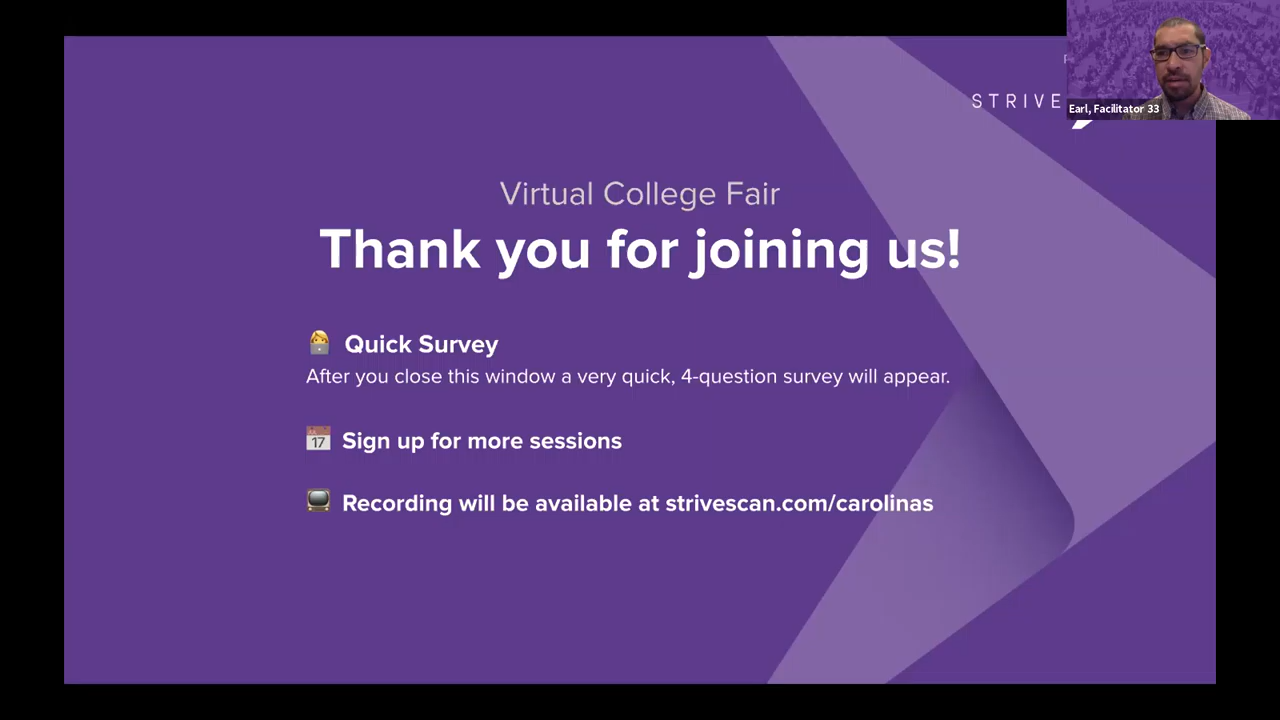 STRIVE
Earl, Facilitator 33
Virtual College Fair
Thank you for joining us!
Quick Survey
After you close this window a very quick, 4-question survey will appear.
17
Sign up for more sessions
Recording will be available at strivescan.com/carolinas